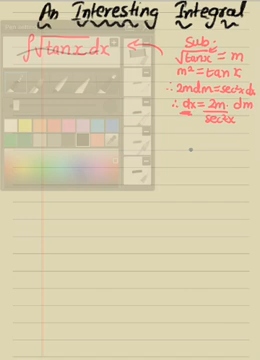 An Interesting Integral
∫√tanx dx
Sub:
√tanx = m
m² = tanx
∴ 2mdm = sec²x dx
∴ dx = 2m/sec²x dm